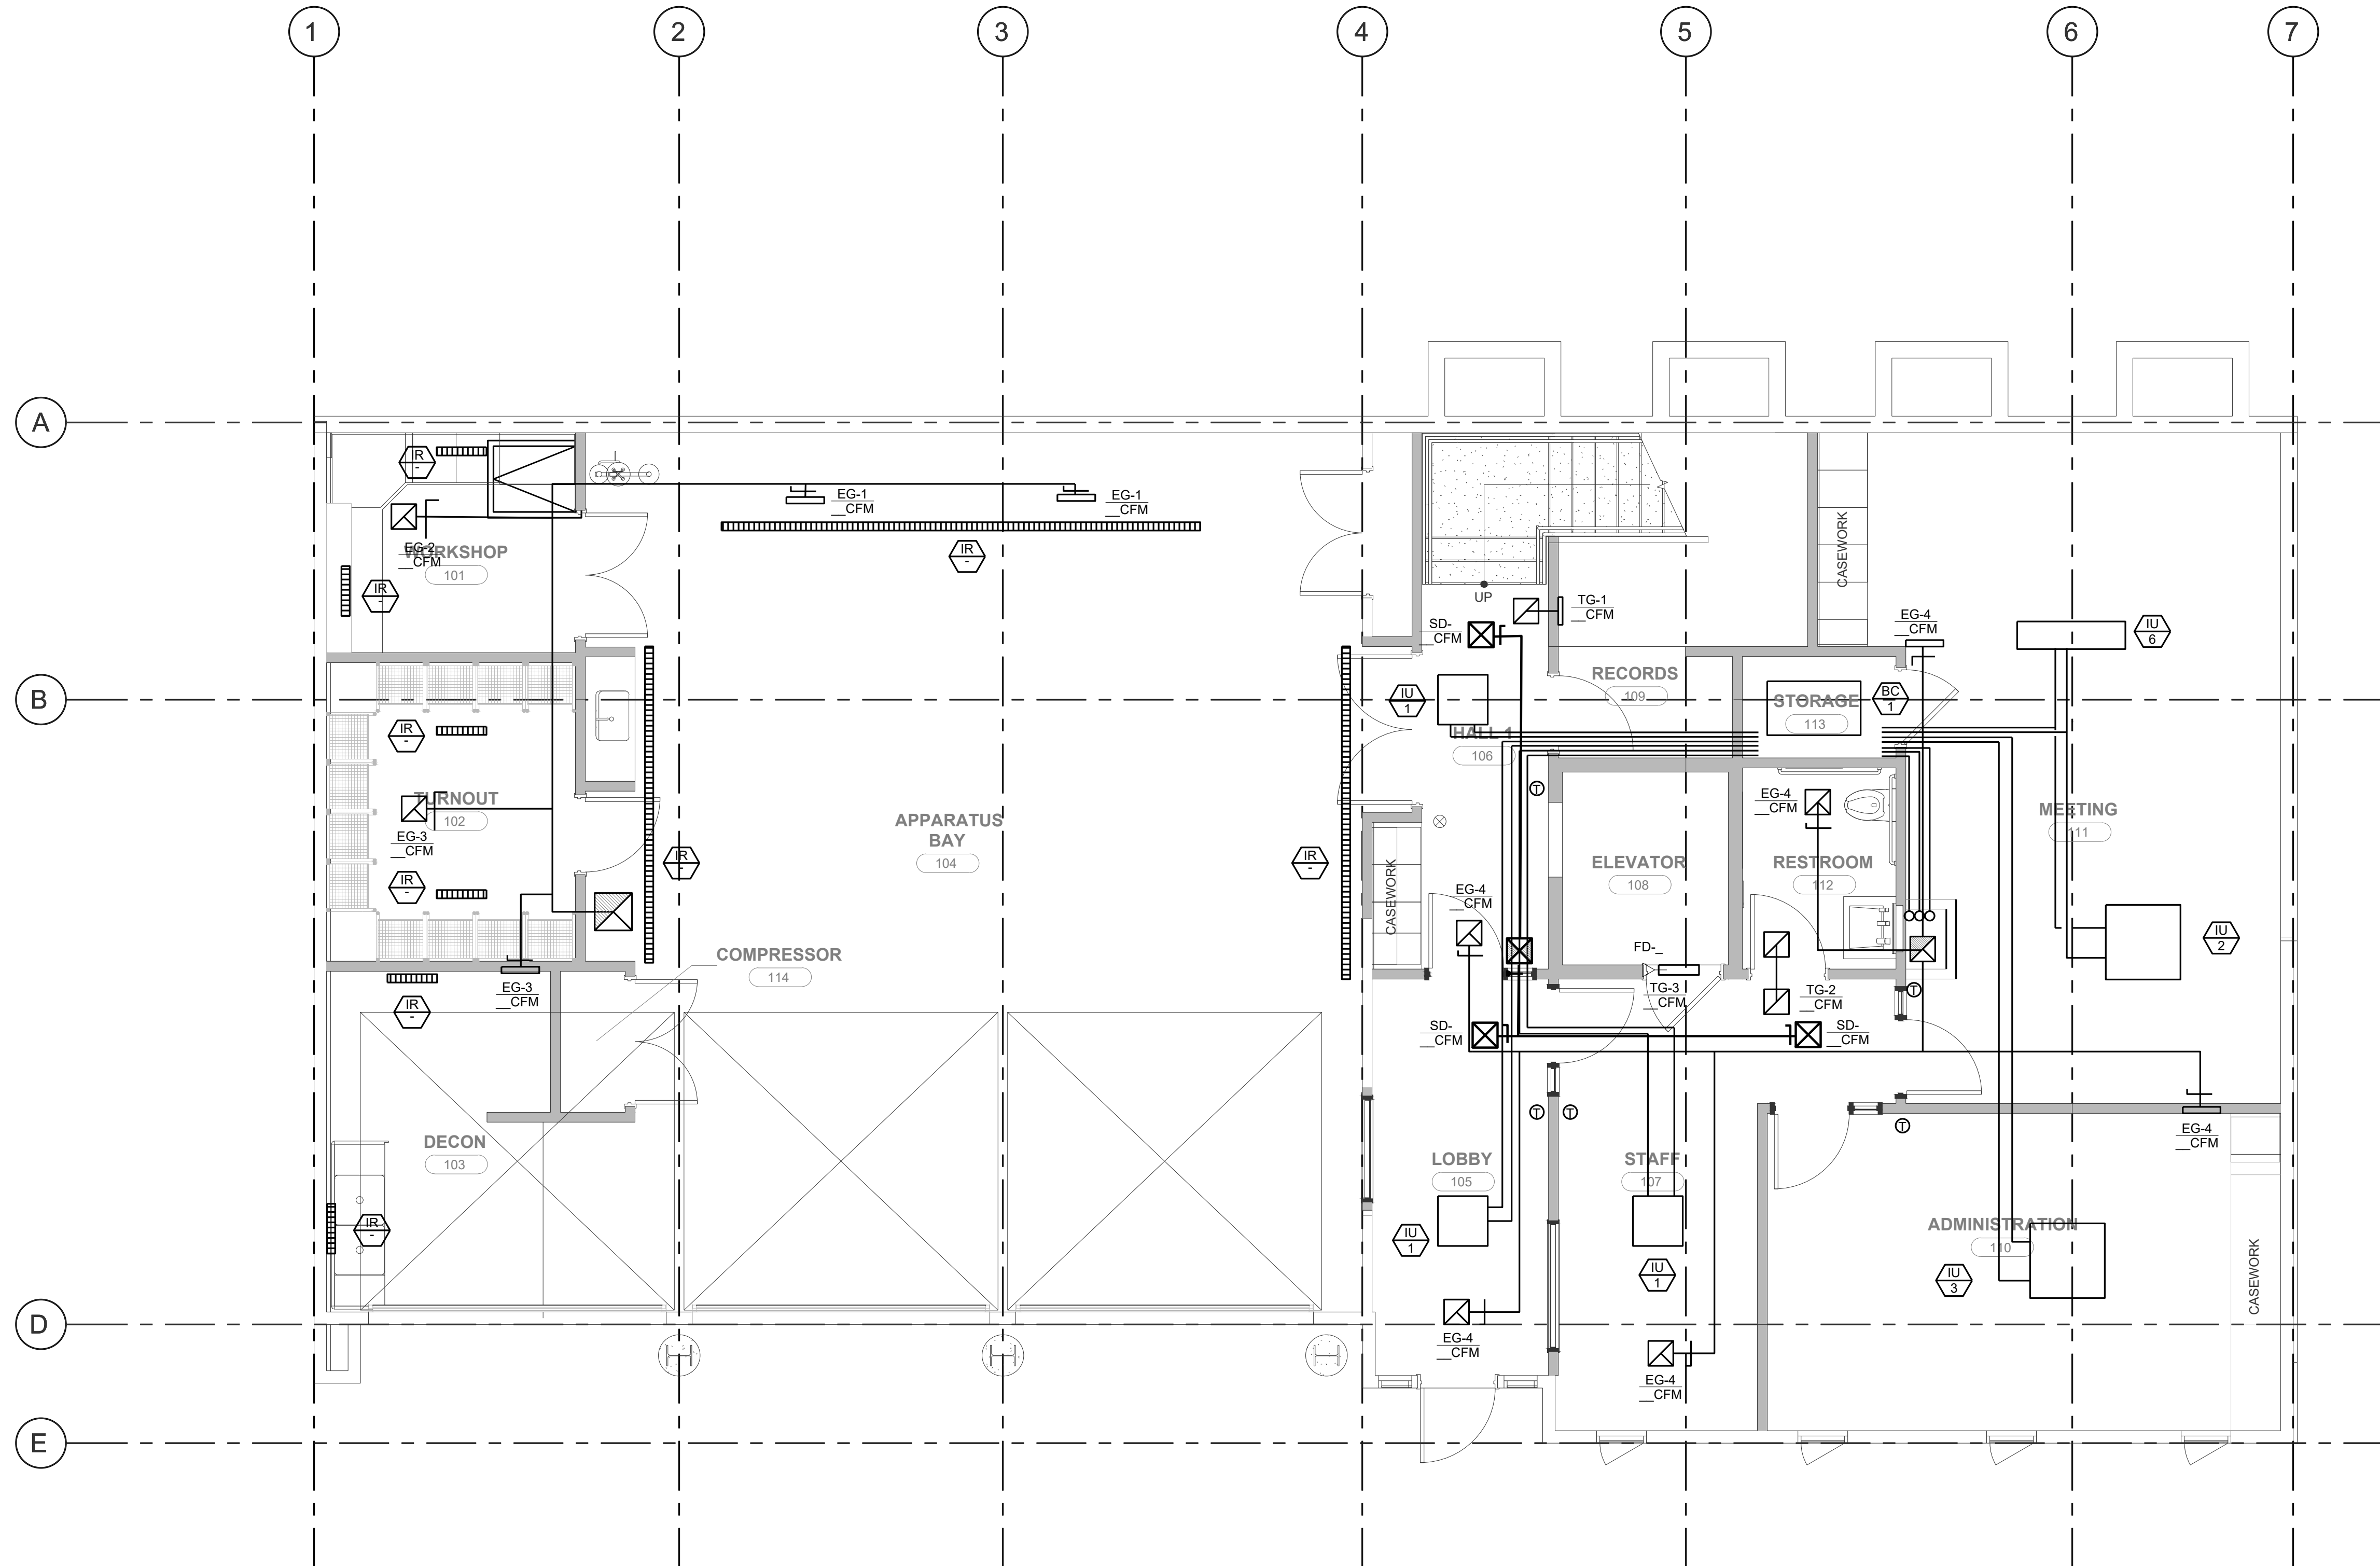 1
2
3
4
5
6
7
A
IR
-
EG-1
__CFM
EG-1
__CFM
IR
-
EG-2
__CFM
WORKSHOP
101
IR
-
CASEWORK
UP
TG-1
__CFM
SD-
__CFM
EG-4
__CFM
IU
6
B
RECORDS
109
IU
1
STORAGE
113
BC
1
IR
-
HALL 1
106
TURNOUT
102
EG-3
__CFM
APPARATUS
BAY
104
T
EG-4
__CFM
MEETING
111
IR
-
IR
-
IR
-
CASEWORK
EG-4
__CFM
ELEVATOR
108
RESTROOM
112
IU
2
COMPRESSOR
114
FD-_
EG-3
__CFM
IR
-
TG-3
__CFM
TG-2
__CFM
T
SD-
__CFM
SD-
__CFM
T
T
T
EG-4
__CFM
DECON
103
LOBBY
105
STAFF
107
IR
-
IU
1
IU
1
ADMINISTRATION
110
IU
3
CASEWORK
D
EG-4
__CFM
EG-4
__CFM
E